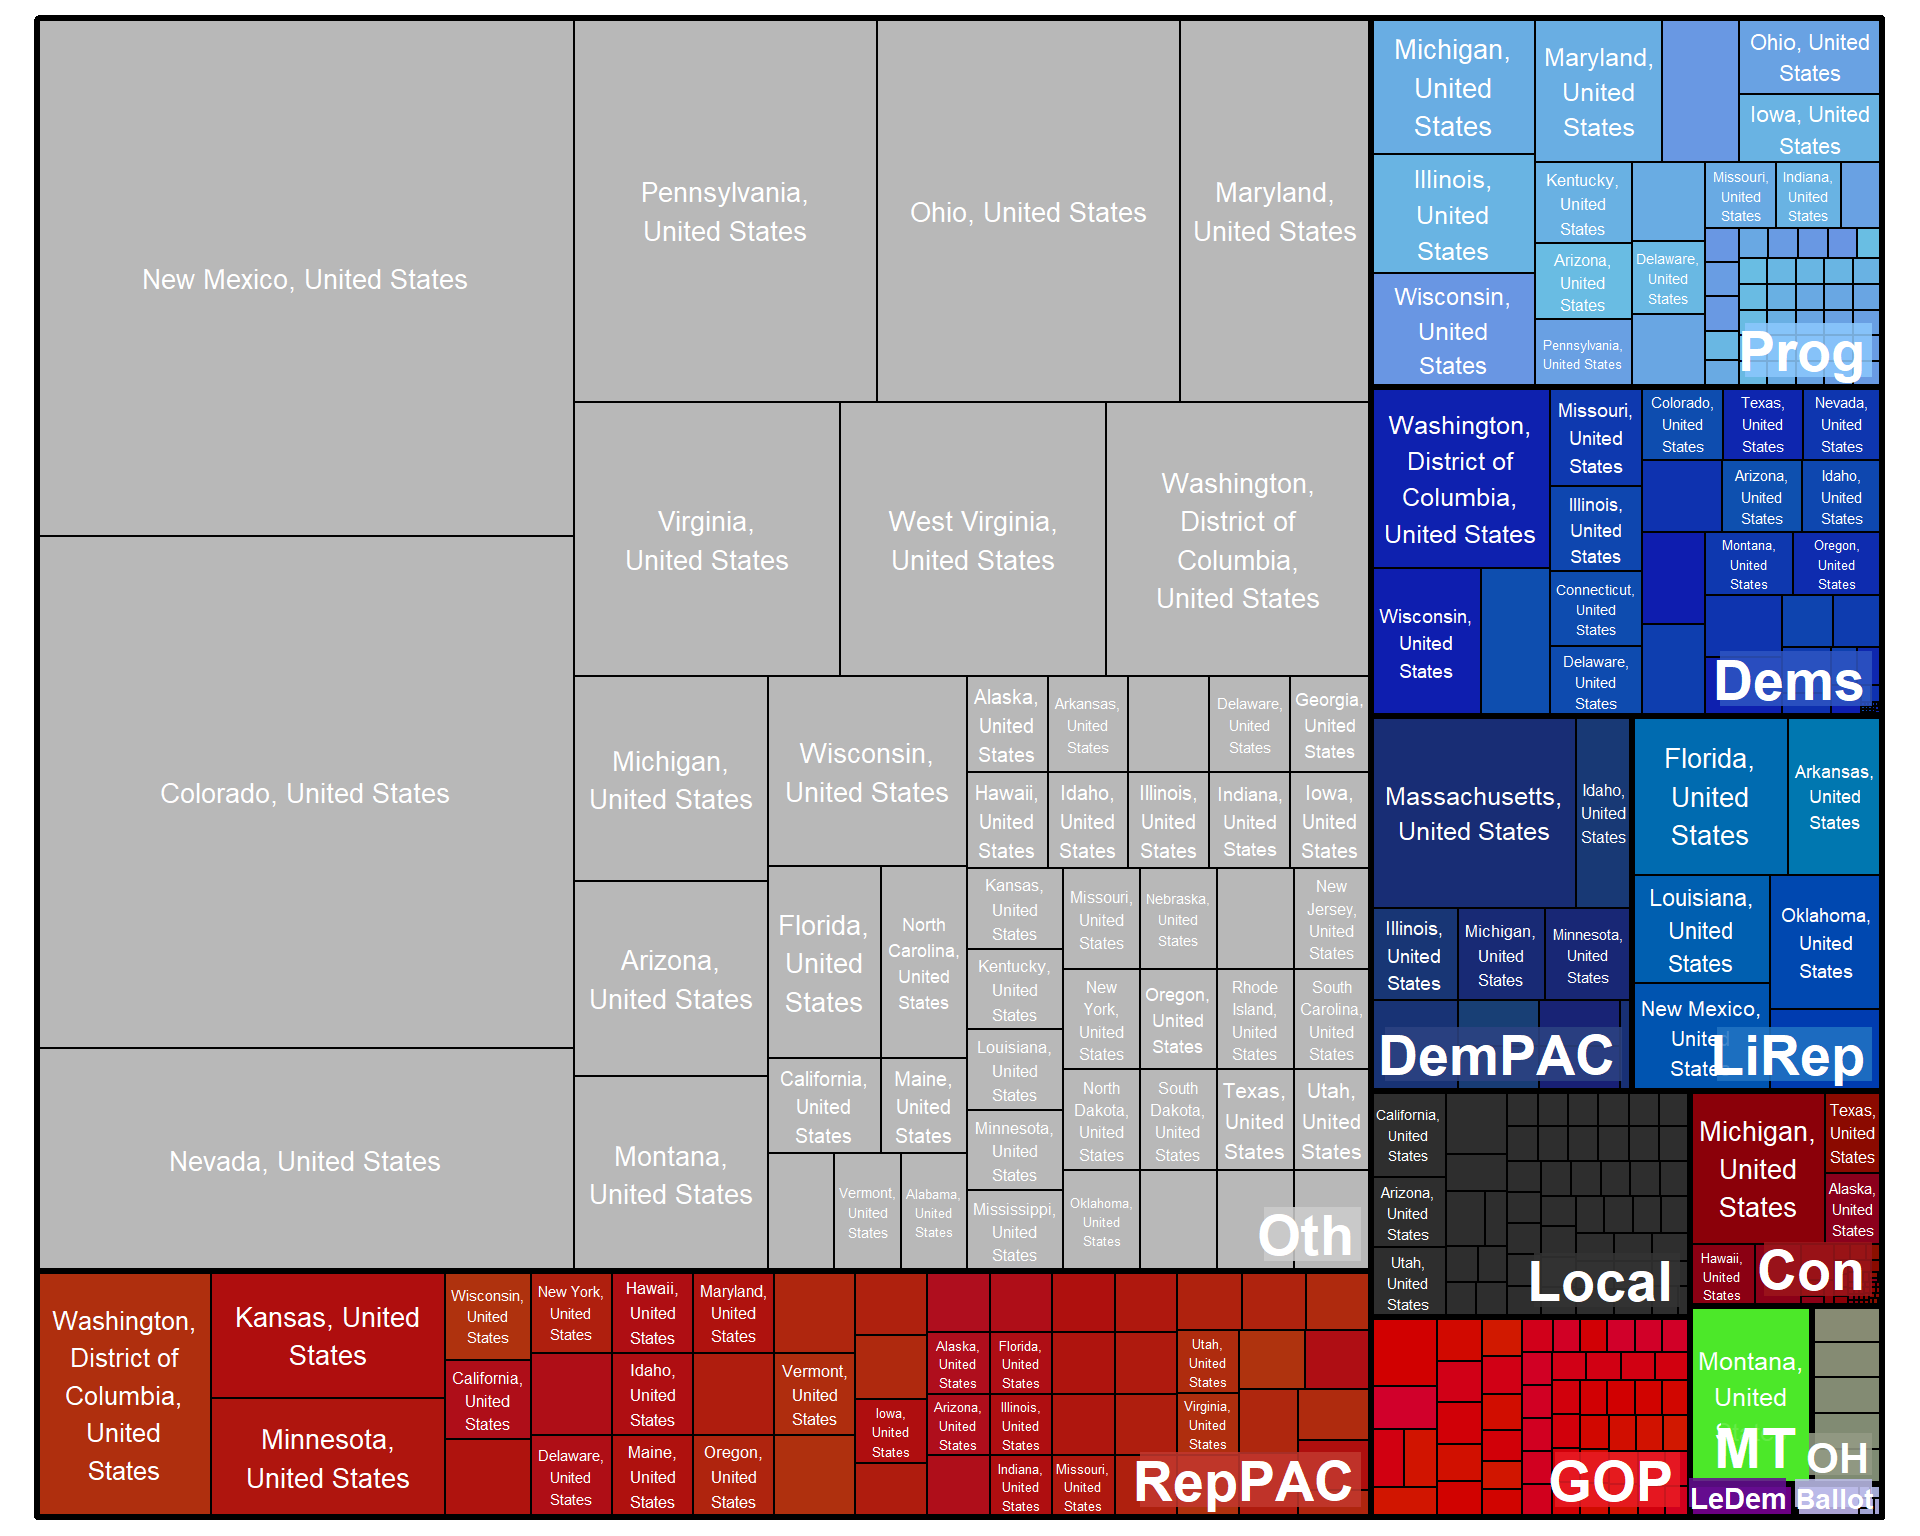 New Mexico, United States
Colorado, United States
Nevada, United States
Pennsylvania,
United States
Ohio, United States
Maryland,
United States
Virginia,
United States
West Virginia,
United States
Washington,
District of
Columbia,
United States
Michigan,
United States
Arizona,
United States
Montana,
United States
Wisconsin,
United States
Florida,
United
States
North
Carolina,
United
States
California,
United
States
Maine,
United
States
Vermont,
United
States
Alabama,
United
States
Alaska,
United
States
Arkansas,
United
States
Delaware,
United
States
Georgia,
United
States
Hawaii,
United
States
Idaho,
United
States
Illinois,
United
States
Indiana,
United
States
Iowa,
United
States
Kansas,
United
States
Kentucky,
United
States
Louisiana,
United
States
Minnesota,
United
States
Mississippi,
United
States
Missouri,
United
States
Nebraska,
United
States
New
Jersey,
United
States
New
York,
United
States
Oregon,
United
States
Rhode
Island,
United
States
South
Carolina,
United
States
North
Dakota,
United
States
South
Dakota,
United
States
Texas,
United
States
Utah,
United
States
Oklahoma,
United
States
Oth
Washington,
District of
Columbia,
United
States
Kansas, United
States
Minnesota,
United States
Wisconsin,
United
States
California,
United
States
New York,
United
States
Delaware,
United
States
Hawaii,
United
States
Idaho,
United
States
Maine,
United
States
Maryland,
United
States
Oregon,
United
States
Vermont,
United
States
Iowa,
United
States
Alaska,
United
States
Arizona,
United
States
Florida,
United
States
Illinois,
United
States
Indiana,
United
States
Missouri,
United
States
Utah,
United
States
Virginia,
United
States
RepPAC
Michigan,
United
States
Illinois,
United
States
Wisconsin,
United
States
Maryland,
United
States
Ohio, United
States
Iowa, United
States
Kentucky,
United
States
Arizona,
United
States
Pennsylvania,
United States
Delaware,
United
States
Missouri,
United
States
Indiana,
United
States
Prog
Washington,
District of
Columbia,
United States
Wisconsin,
United
States
Missouri,
United
States
Illinois,
United
States
Connecticut,
United
States
Delaware,
United
States
Colorado,
United
States
Texas,
United
States
Nevada,
United
States
Arizona,
United
States
Idaho,
United
States
Montana,
United
States
Oregon,
United
States
Dems
Massachusetts,
United States
Idaho,
United
States
Illinois,
United
States
Michigan,
United
States
Minnesota,
United
States
DemPAC
Florida,
United
States
Arkansas,
United
States
Louisiana,
United
States
Oklahoma,
United
States
New Mexico,
United
States
LiRep
California,
United
States
Arizona,
United
States
Utah,
United
States
Local
Michigan,
United
States
Texas,
United
States
Alaska,
United
States
Hawaii,
United
States
Con
GOP
Montana,
United
MT
OH
LeDem
Ballot